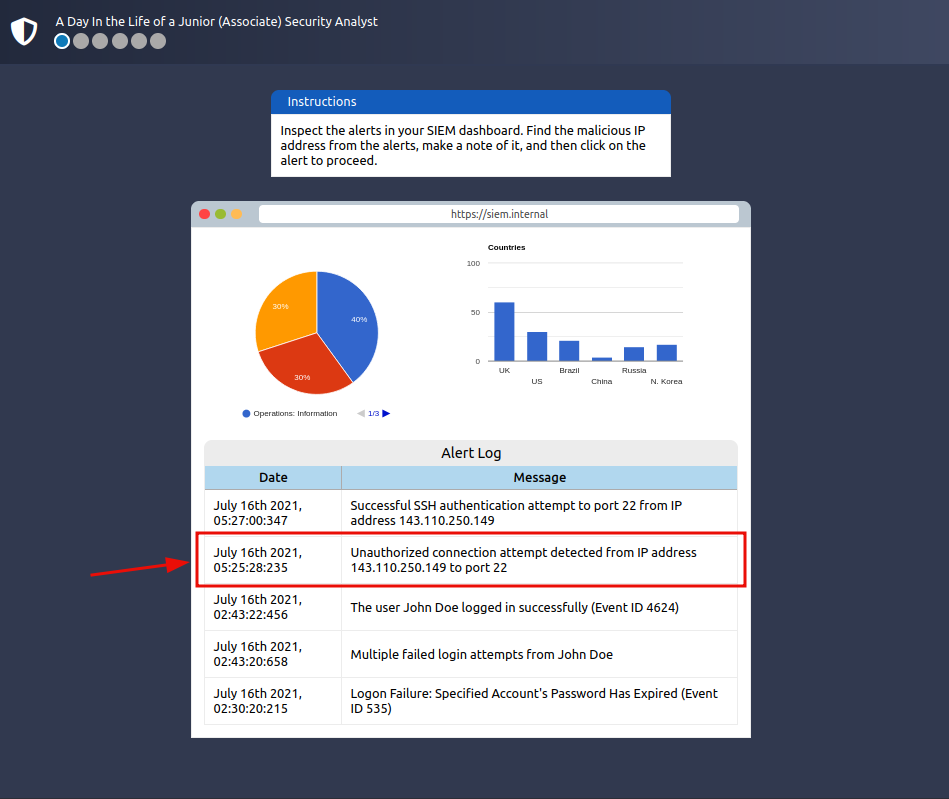 A Day In the Life of a Junior (Associate) Security Analyst
Instructions
Inspect the alerts in your SIEM dashboard. Find the malicious IP
address from the alerts, make a note of it, and then click on the
alert to proceed.
https://siem.internal
30%
40%
30%
Operations: Information
1/3
Countries
100
50
0
UK
US
Brazil
China
Russia
N. Korea
Alert Log
Date
Message
July 16th 2021,
05:27:00:347
Successful SSH authentication attempt to port 22 from IP
address 143.110.250.149
July 16th 2021,
05:25:28:235
Unauthorized connection attempt detected from IP address
143.110.250.149 to port 22
July 16th 2021,
02:43:22:456
The user John Doe logged in successfully (Event ID 4624)
July 16th 2021,
02:43:20:658
Multiple failed login attempts from John Doe
July 16th 2021,
02:30:20:215
Logon Failure: Specified Account's Password Has Expired (Event
ID 535)